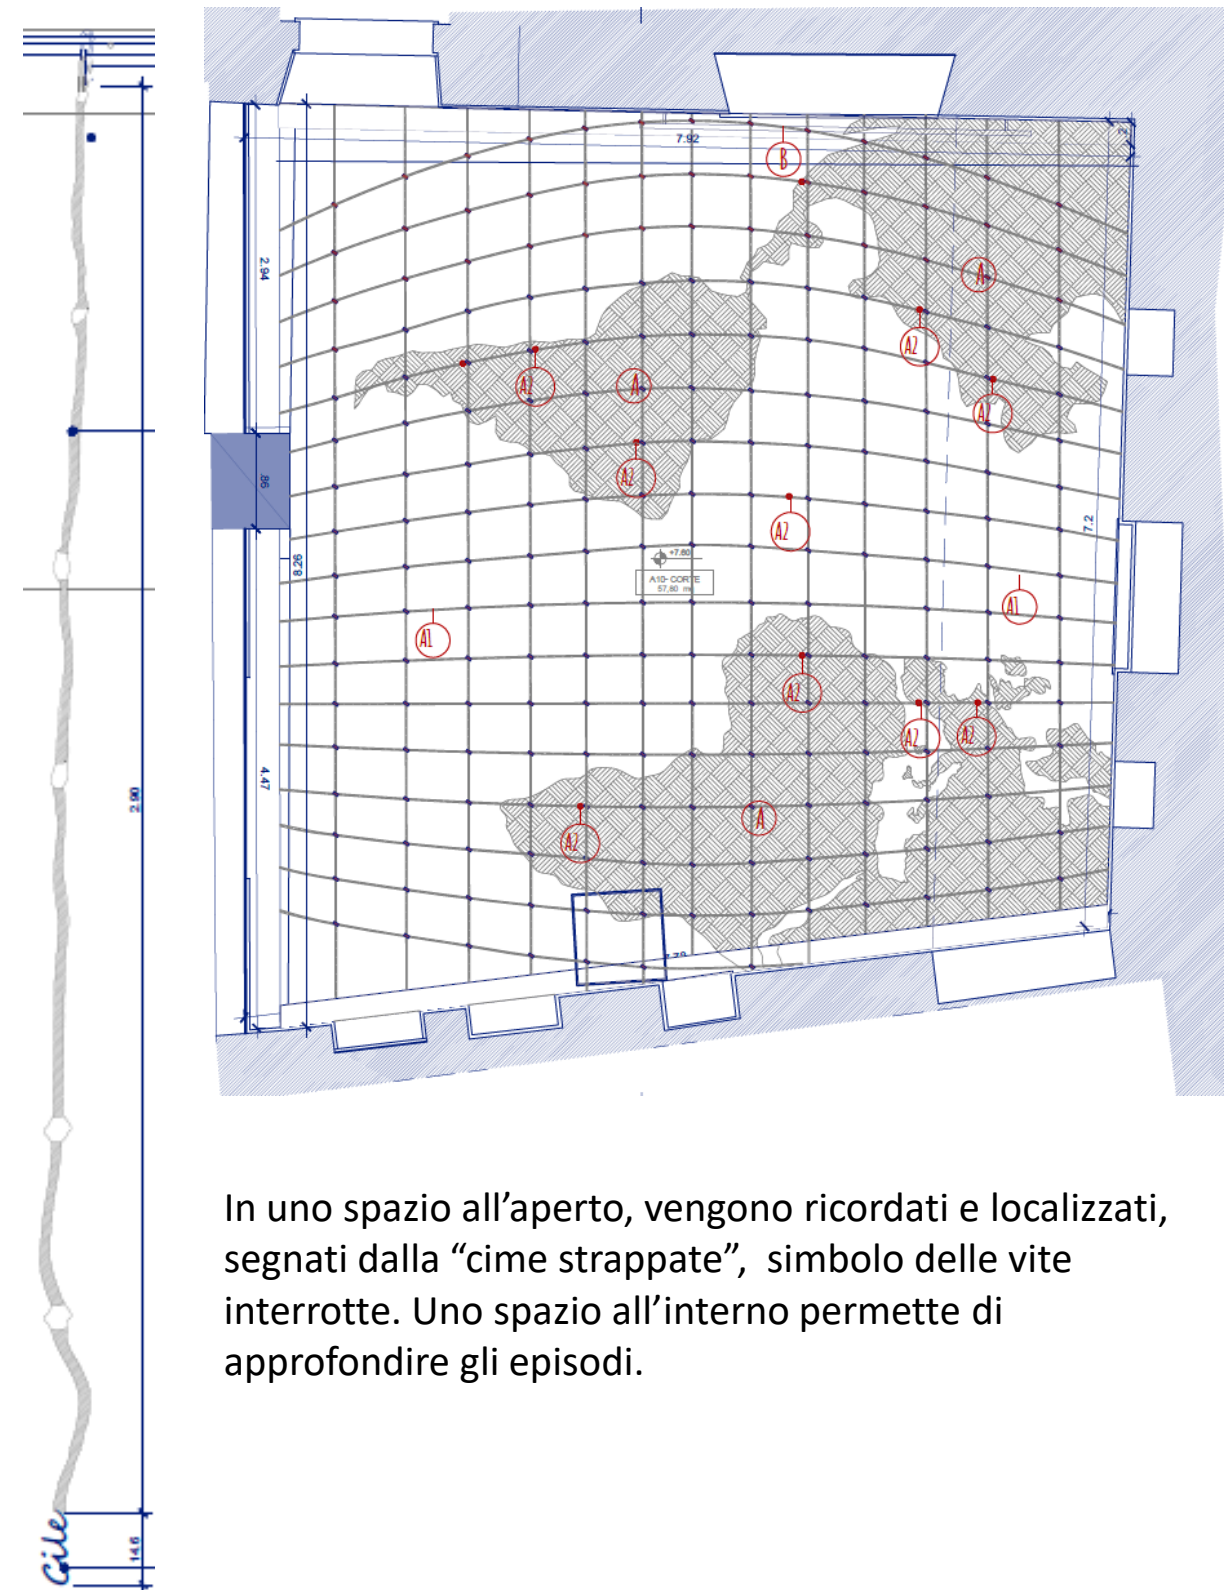 7.92
2
B
2.94
A
A2
A2
A
A2
A2
.86
A2
7.2
+7.60
A10- CORTE
57,60 m
8.26
A1
A1
A2
A2
A2
4.47
2.90
A
A2
In uno spazio all’aperto, vengono ricordati e localizzati,
segnati dalla “cime strappate”, simbolo delle vite
interrotte. Uno spazio all’interno permette di
approfondire gli episodi.
14.6
Cile